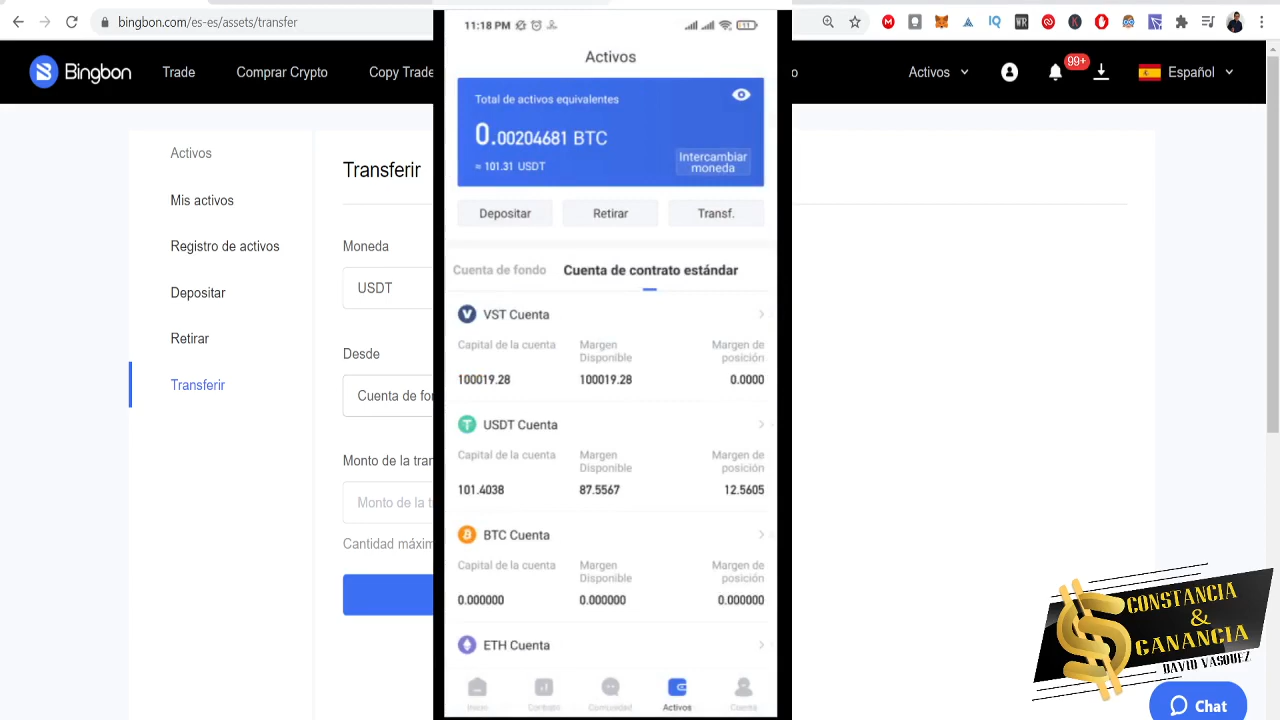 bingbon.com/es-es/assets/transfer
Bingbon
Trade
Comprar Crypto
Copy Trade
Activos
99+
Español
Activos
Mis activos
Registro de activos
Depositar
Retirar
Transferir
Transferir
Moneda
USDT
Desde
Cuenta de fo
Monto de la tran
Monto de la t
Cantidad máxim
11:18 PM
11
Activos
Total de activos equivalentes
0.00204681 BTC
≈ 101.31 USDT
Intercambiar
moneda
Depositar
Retirar
Transf.
Cuenta de fondo
Cuenta de contrato estándar
VST Cuenta
Capital de la cuenta
Margen
Disponible
Margen de
posición
100019.28
100019.28
0.0000
USDT Cuenta
Capital de la cuenta
Margen
Disponible
Margen de
posición
101.4038
87.5567
12.5605
BTC Cuenta
Capital de la cuenta
Margen
Disponible
Margen de
posición
0.000000
0.000000
0.000000
ETH Cuenta
Inicio
Contrato
Comunidad
Activos
Cuenta
CONSTANCIA
&
GANANCIA
DAVID VASQUEZ
Chat